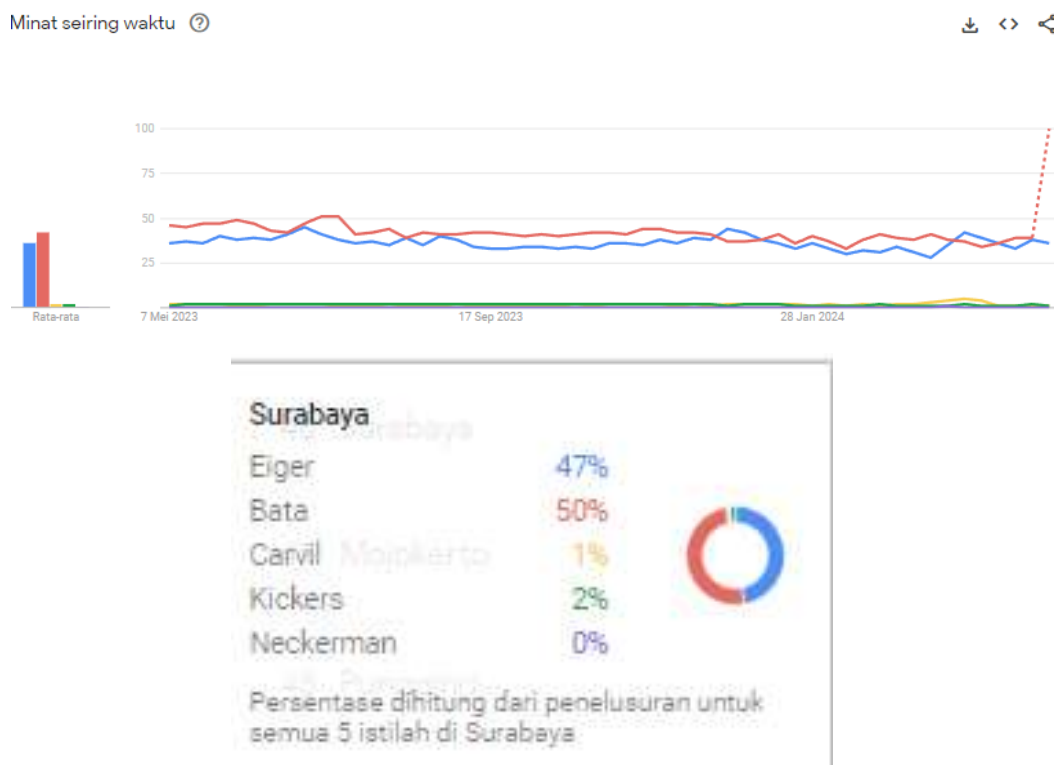 Minat seiring waktu
100
75
50
25
Rata-rata
7 Mei 2023
17 Sep 2023
28 Jan 2024
Surabaya
Surabaya
Eiger 47%
Bata 50%
Carvil 1%
Mojokerto
Kickers 2%
Neckerman 0%
Persentase dihitung dari penelusuran untuk
semua 5 istilah di Surabaya